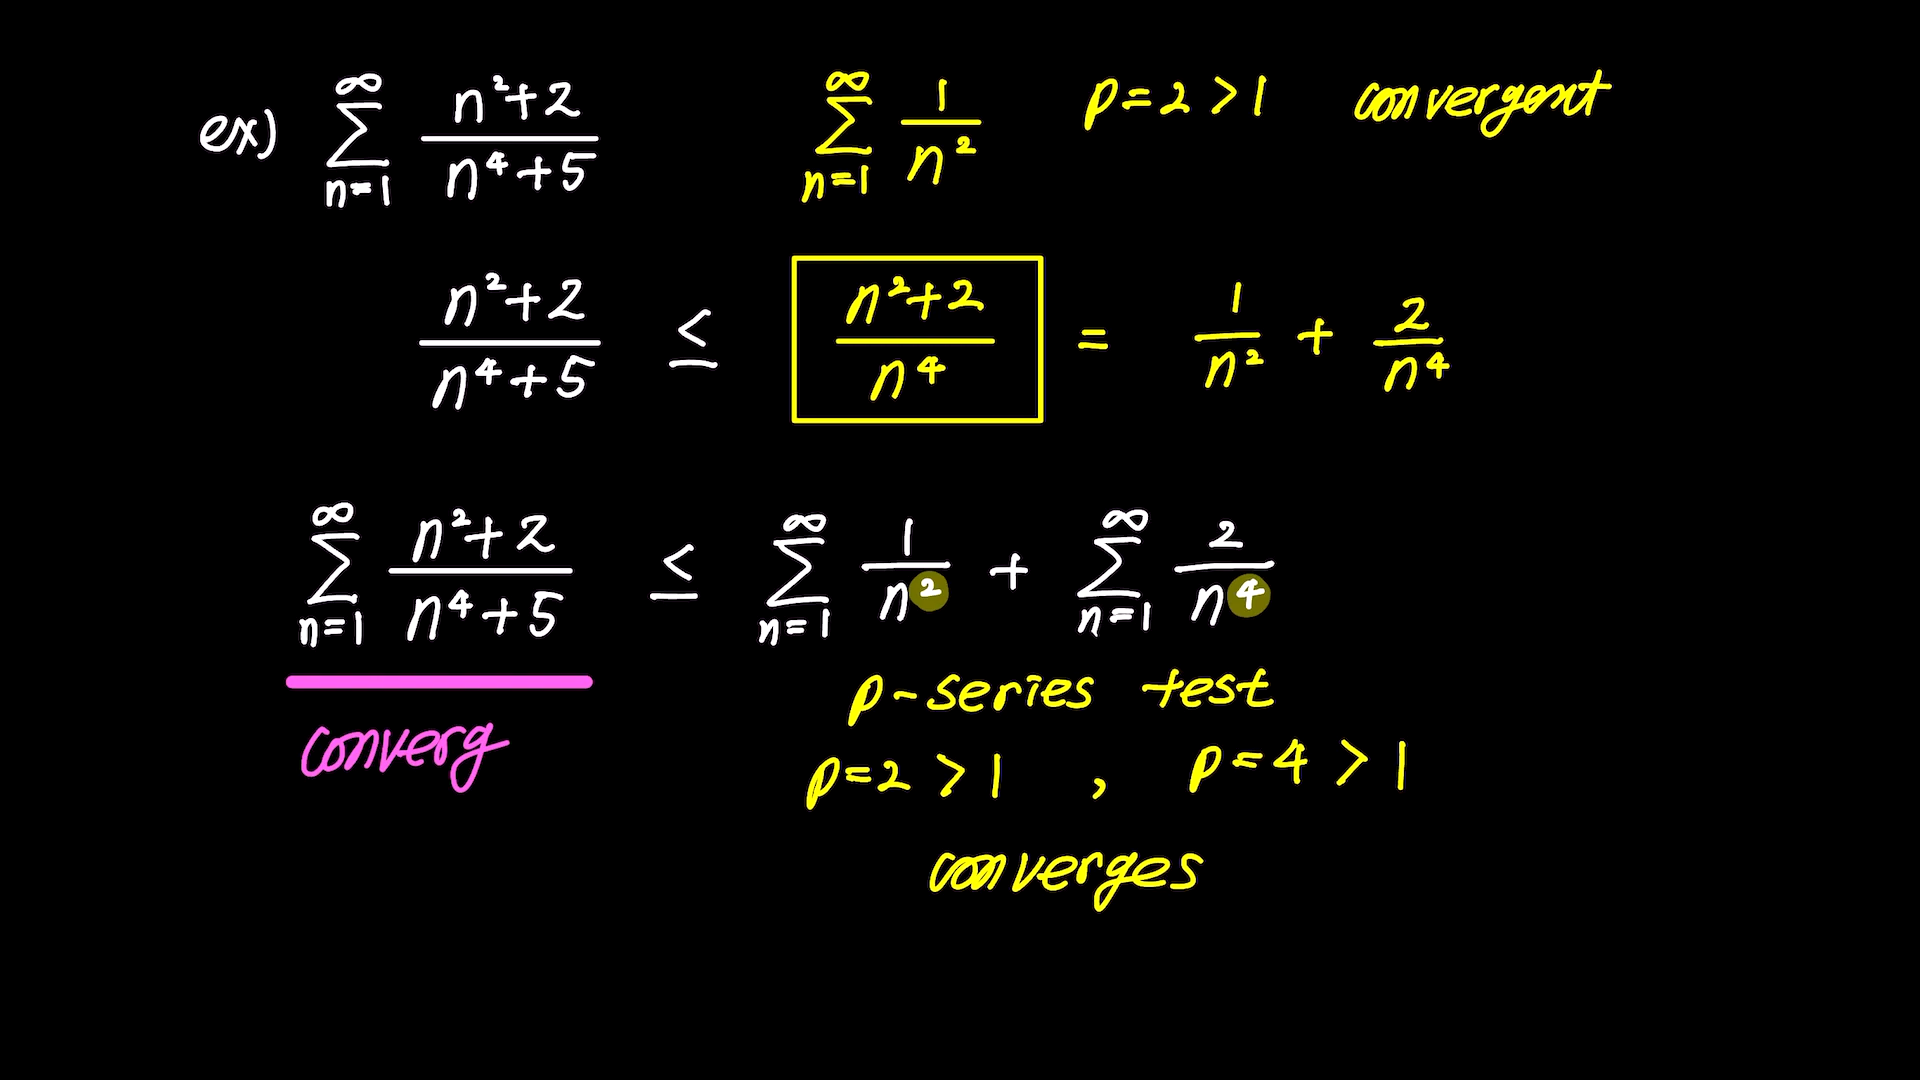 ex) ∞∑n=1 (n²+2)/(n⁴+5)   ∞∑n=1 1/n²   p=2>1   convergent
(n²+2)/(n⁴+5) ≤ (n²+2)/n⁴ = 1/n² + 2/n⁴
∞∑n=1 (n²+2)/(n⁴+5) ≤ ∞∑n=1 1/n² + ∞∑n=1 2/n⁴
p-series test
converg   p=2>1 , p=4>1
converges